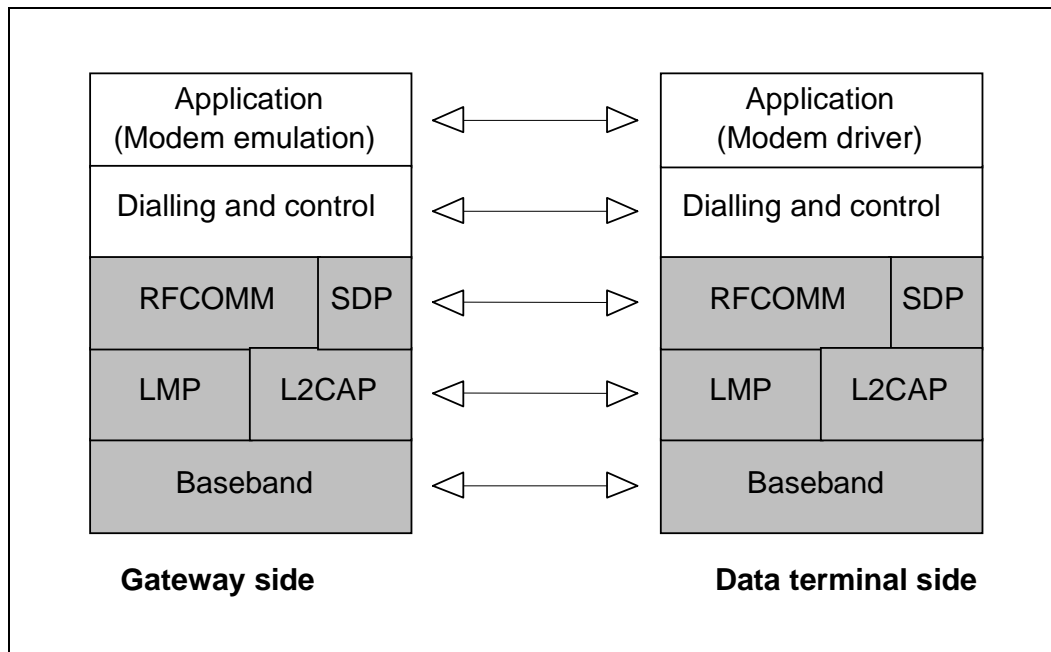 Application
(Modem emulation)
Application
(Modem driver)
Dialling and control
Dialling and control
RFCOMM
SDP
RFCOMM
SDP
LMP
L2CAP
LMP
L2CAP
Baseband
Baseband
Gateway side
Data terminal side